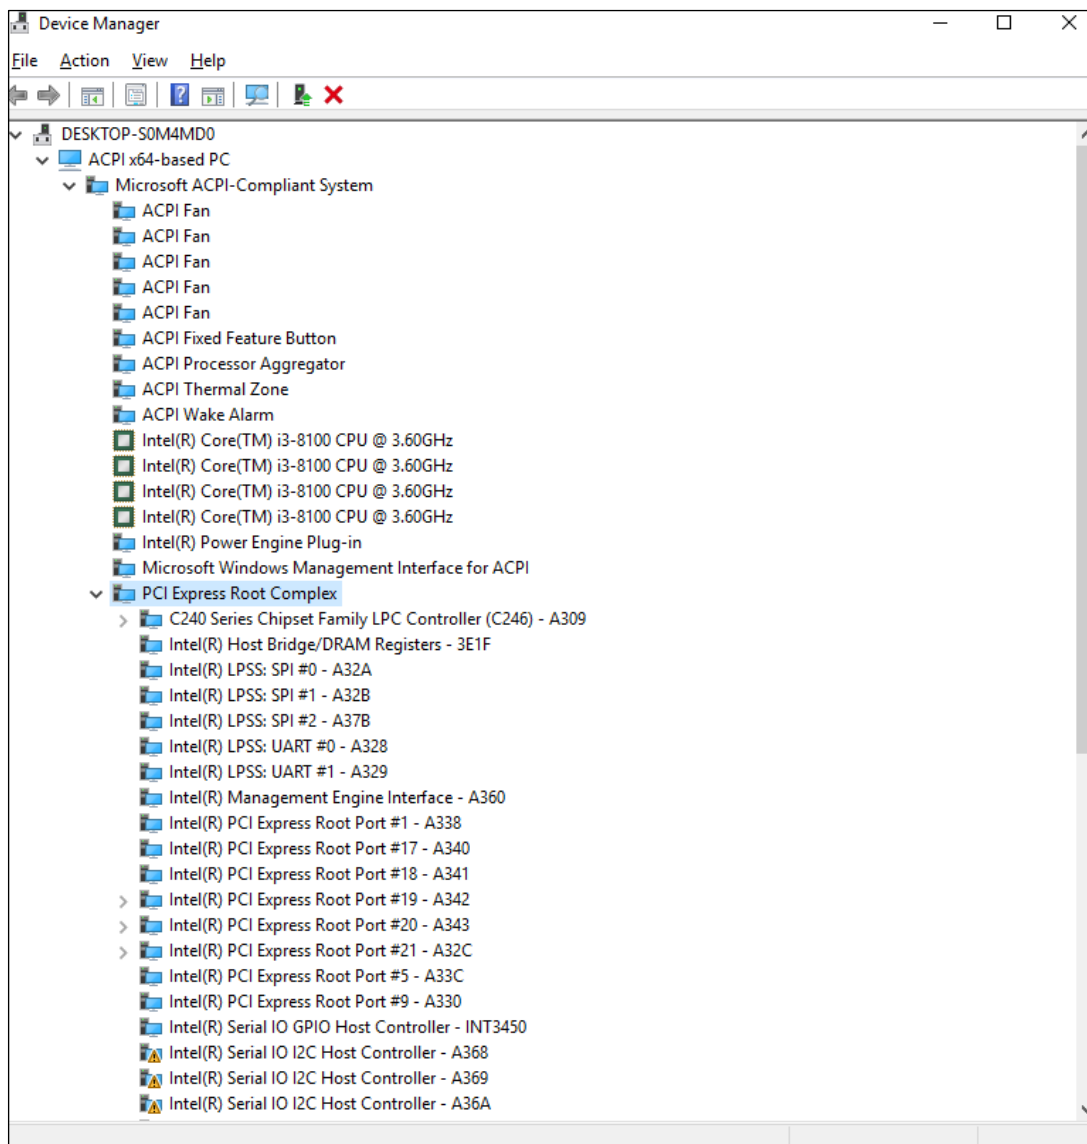 Device Manager
File Action View Help
DESKTOP-S0M4MD0
ACPI x64-based PC
Microsoft ACPI-Compliant System
ACPI Fan
ACPI Fan
ACPI Fan
ACPI Fan
ACPI Fan
ACPI Fixed Feature Button
ACPI Processor Aggregator
ACPI Thermal Zone
ACPI Wake Alarm
Intel(R) Core(TM) i3-8100 CPU @ 3.60GHz
Intel(R) Core(TM) i3-8100 CPU @ 3.60GHz
Intel(R) Core(TM) i3-8100 CPU @ 3.60GHz
Intel(R) Core(TM) i3-8100 CPU @ 3.60GHz
Intel(R) Power Engine Plug-in
Microsoft Windows Management Interface for ACPI
PCI Express Root Complex
C240 Series Chipset Family LPC Controller (C246) - A309
Intel(R) Host Bridge/DRAM Registers - 3E1F
Intel(R) LPSS: SPI #0 - A32A
Intel(R) LPSS: SPI #1 - A32B
Intel(R) LPSS: SPI #2 - A37B
Intel(R) LPSS: UART #0 - A328
Intel(R) LPSS: UART #1 - A329
Intel(R) Management Engine Interface - A360
Intel(R) PCI Express Root Port #1 - A338
Intel(R) PCI Express Root Port #17 - A340
Intel(R) PCI Express Root Port #18 - A341
Intel(R) PCI Express Root Port #19 - A342
Intel(R) PCI Express Root Port #20 - A343
Intel(R) PCI Express Root Port #21 - A32C
Intel(R) PCI Express Root Port #5 - A33C
Intel(R) PCI Express Root Port #9 - A330
Intel(R) Serial IO GPIO Host Controller - INT3450
Intel(R) Serial IO I2C Host Controller - A368
Intel(R) Serial IO I2C Host Controller - A369
Intel(R) Serial IO I2C Host Controller - A36A